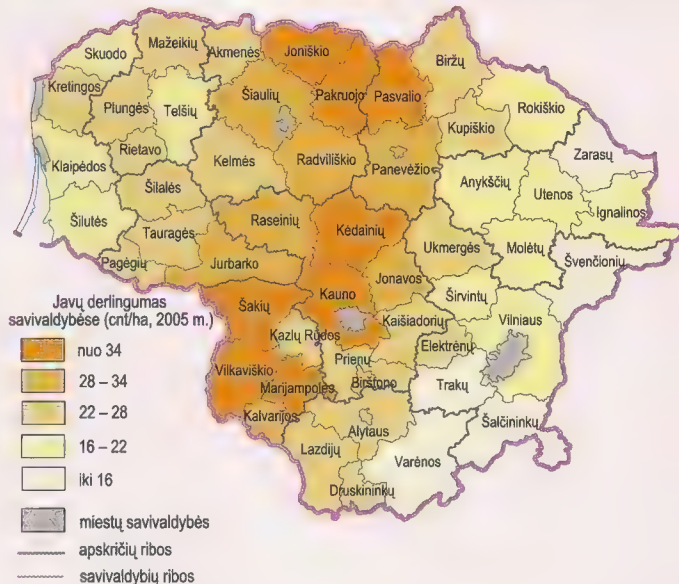 Skuodo
Mažeikių
Akmenės
Joniškio
Biržų
Kretingos
Plungės
Telšių
Šiaulių
Pakruojo
Pasvalio
Rokiškio
Kupiškio
Rietavo
Zarasų
Klaipėdos
Kelmės
Radviliškio
Panevėžio
Anykščių
Utenos
Ignalinos
Šilalės
Šilutės
Tauragės
Raseinių
Kėdainių
Ukmergės
Molėtų
Švenčionių
Pagėgių
Jurbarko
Jonavos
Širvintų
Šakių
Kauno
Kaišiadorių
Vilniaus
Kazlų Rūdos
Elektrėnų
Prienų
Vilkaviškio
Marijampolės
Birštono
Trakų
Kalvarijos
Šalčininkų
Alytaus
Lazdijų
Varėnos
Druskininkų
Javų derlingumas
savivaldybėse (cnt/ha, 2005 m.)
nuo 34
28 – 34
22 – 28
16 – 22
iki 16
miestų savivaldybės
apskričių ribos
savivaldybių ribos